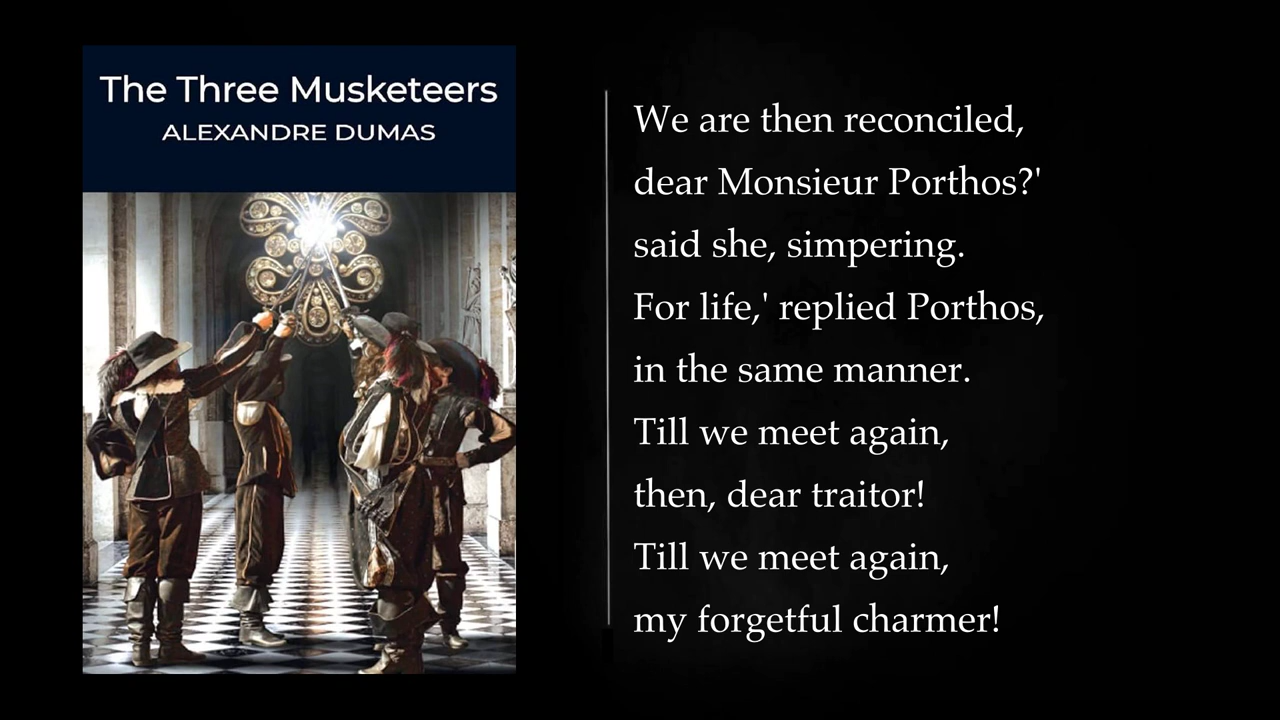 The Three Musketeers
ALEXANDRE DUMAS
We are then reconciled,
dear Monsieur Porthos?'
said she, simpering.
For life,' replied Porthos,
in the same manner.
Till we meet again,
then, dear traitor!
Till we meet again,
my forgetful charmer!